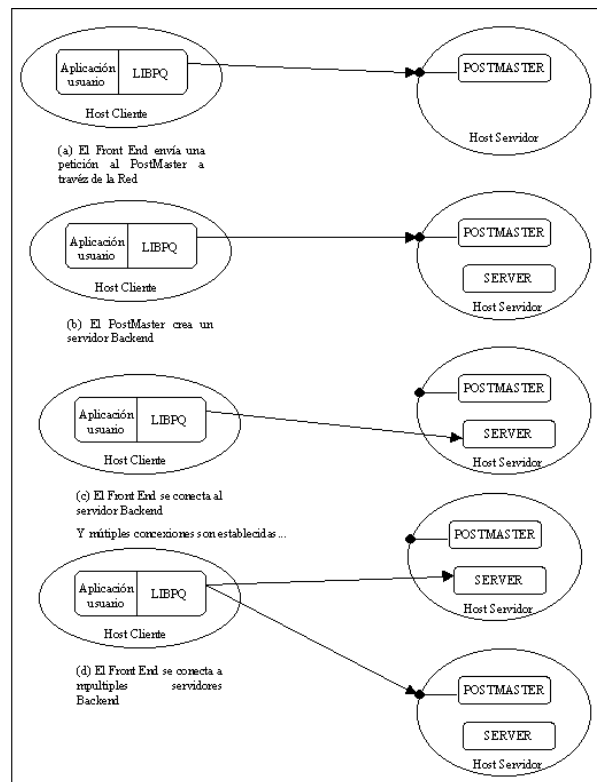 Aplicación
usuario
LIBPQ
Host Cliente
POSTMASTER
Host Servidor
(a) El Front End envía una
petición al PostMaster a
travéz de la Red
Aplicación
usuario
LIBPQ
Host Cliente
POSTMASTER
SERVER
Host Servidor
(b) El PostMaster crea un
servidor Backend
Aplicación
usuario
LIBPQ
Host Cliente
POSTMASTER
SERVER
Host Servidor
(c) El Front End se conecta al
servidor Backend
Y mútiples concexiones son establecidas...
Aplicación
usuario
LIBPQ
Host Cliente
POSTMASTER
SERVER
Host Servidor
(d) El Front End se conecta a
mpultiples servidores
Backend
POSTMASTER
SERVER
Host Servidor